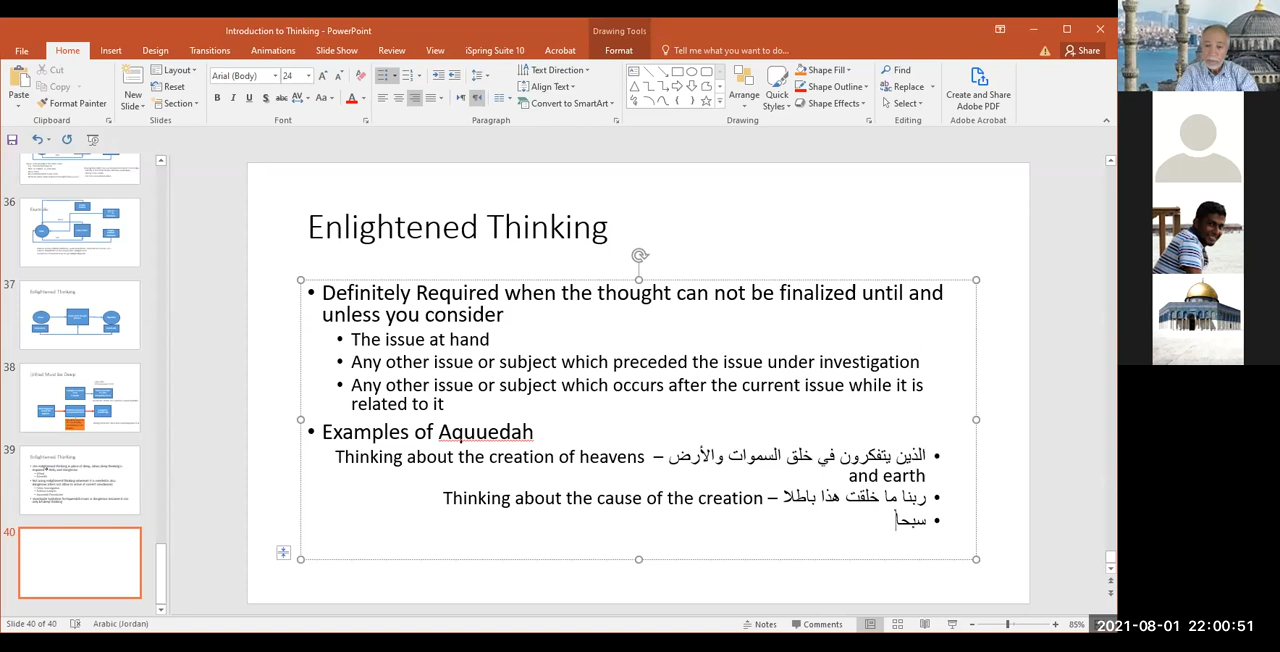 Introduction to Thinking - PowerPoint
Drawing Tools
File Home Insert Design Transitions Animations Slide Show Review View iSpring Suite 10 Acrobat Format Tell me what you want to do... Share
Paste
Cut
Copy
Format Painter
Clipboard
New Slide
Layout
Reset
Section
Slides
Arial (Body) 24
B I U S abc AV Aa A
Font
Text Direction
Align Text
Convert to SmartArt
Paragraph
Arrange
Quick Styles
Shape Fill
Shape Outline
Shape Effects
Drawing
Find
Replace
Select
Editing
Create and Share Adobe PDF
Adobe Acrobat
36
37
Enlightened Thinking
38
39
Enlightened Thinking
40
Enlightened Thinking
• Definitely Required when the thought can not be finalized until and
unless you consider
• The issue at hand
• Any other issue or subject which preceded the issue under investigation
• Any other issue or subject which occurs after the current issue while it is
related to it
• Examples of Aquuedah
• الذين يتفكرون في خلق السموات والأرض – Thinking about the creation of heavens
and earth
• ربنا ما خلقت هذا باطلا – Thinking about the cause of the creation
• سبحا
Slide 40 of 40 Arabic (Jordan) Notes Comments 85%
2021-08-01 22:00:51